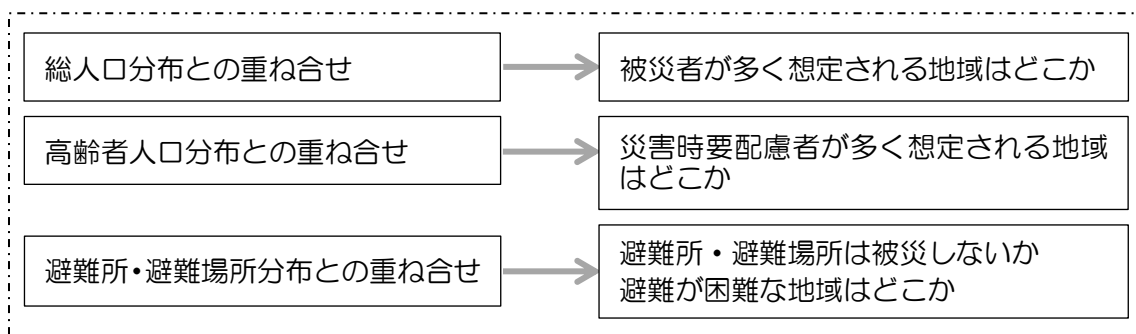 総人口分布との重ね合せ
被災者が多く想定される地域はどこか
高齢者人口分布との重ね合せ
災害時要配慮者が多く想定される地域
はどこか
避難所・避難場所分布との重ね合せ
避難所・避難場所は被災しないか
避難が困難な地域はどこか